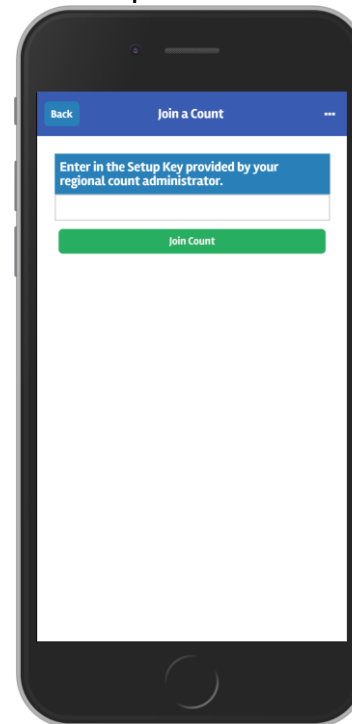 Back Join a Count ...
Enter in the Setup Key provided by your
regional count administrator.
Join Count